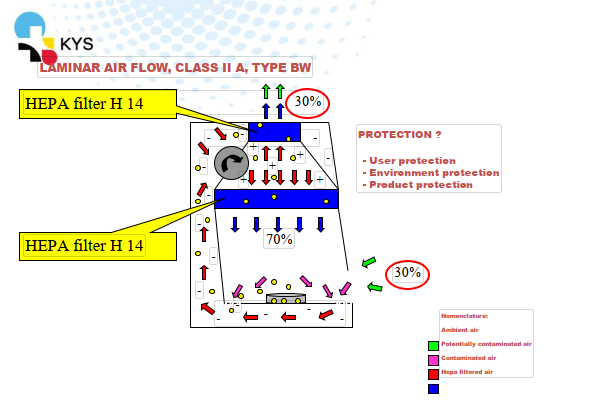 KYS
LAMINAR AIR FLOW, CLASS II A, TYPE BW
HEPA filter H 14
30%
PROTECTION ?
- User protection
- Environment protection
- Product protection
HEPA filter H 14
70%
30%
Nomenclature:
Ambient air
Potentially contaminated air
Contaminated air
Hepa filtered air